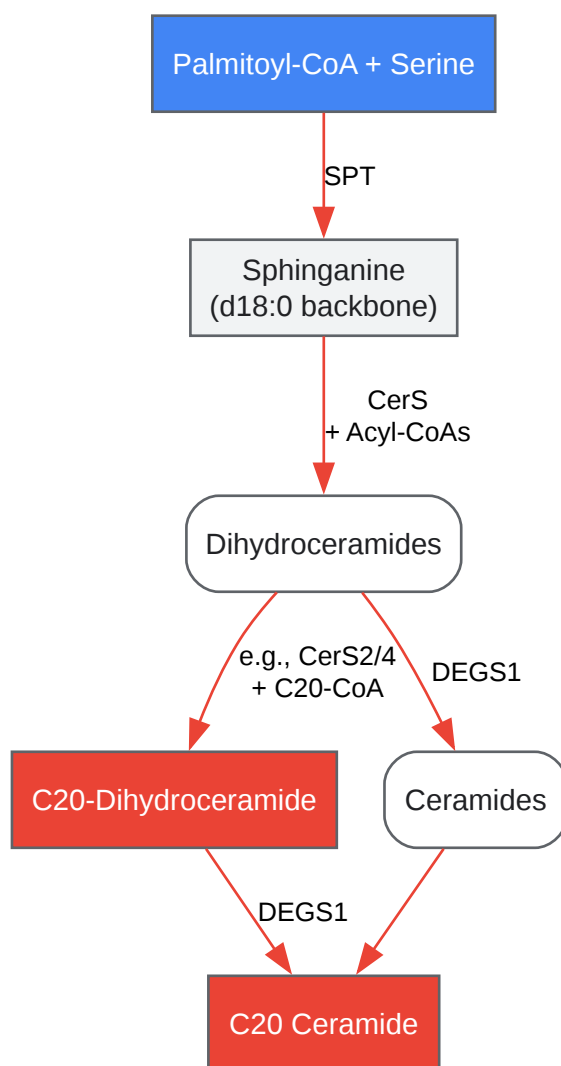 Palmitoyl-CoA + Serine
SPT
Sphinganine
(d18:0 backbone)
CerS
+ Acyl-CoAs
Dihydroceramides
e.g., CerS2/4
+ C20-CoA
DEGS1
C20-Dihydroceramide
Ceramides
DEGS1
C20 Ceramide